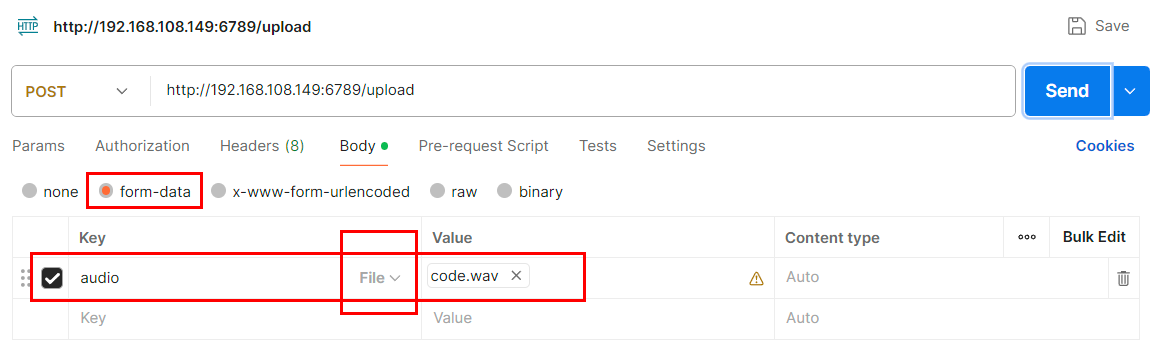 HTTP http://192.168.108.149:6789/upload Save
POST http://192.168.108.149:6789/upload Send
Params Authorization Headers (8) Body Pre-request Script Tests Settings Cookies
none form-data x-www-form-urlencoded raw binary
Key Value Content type Bulk Edit
audio File code.wav Auto
Key Value Auto